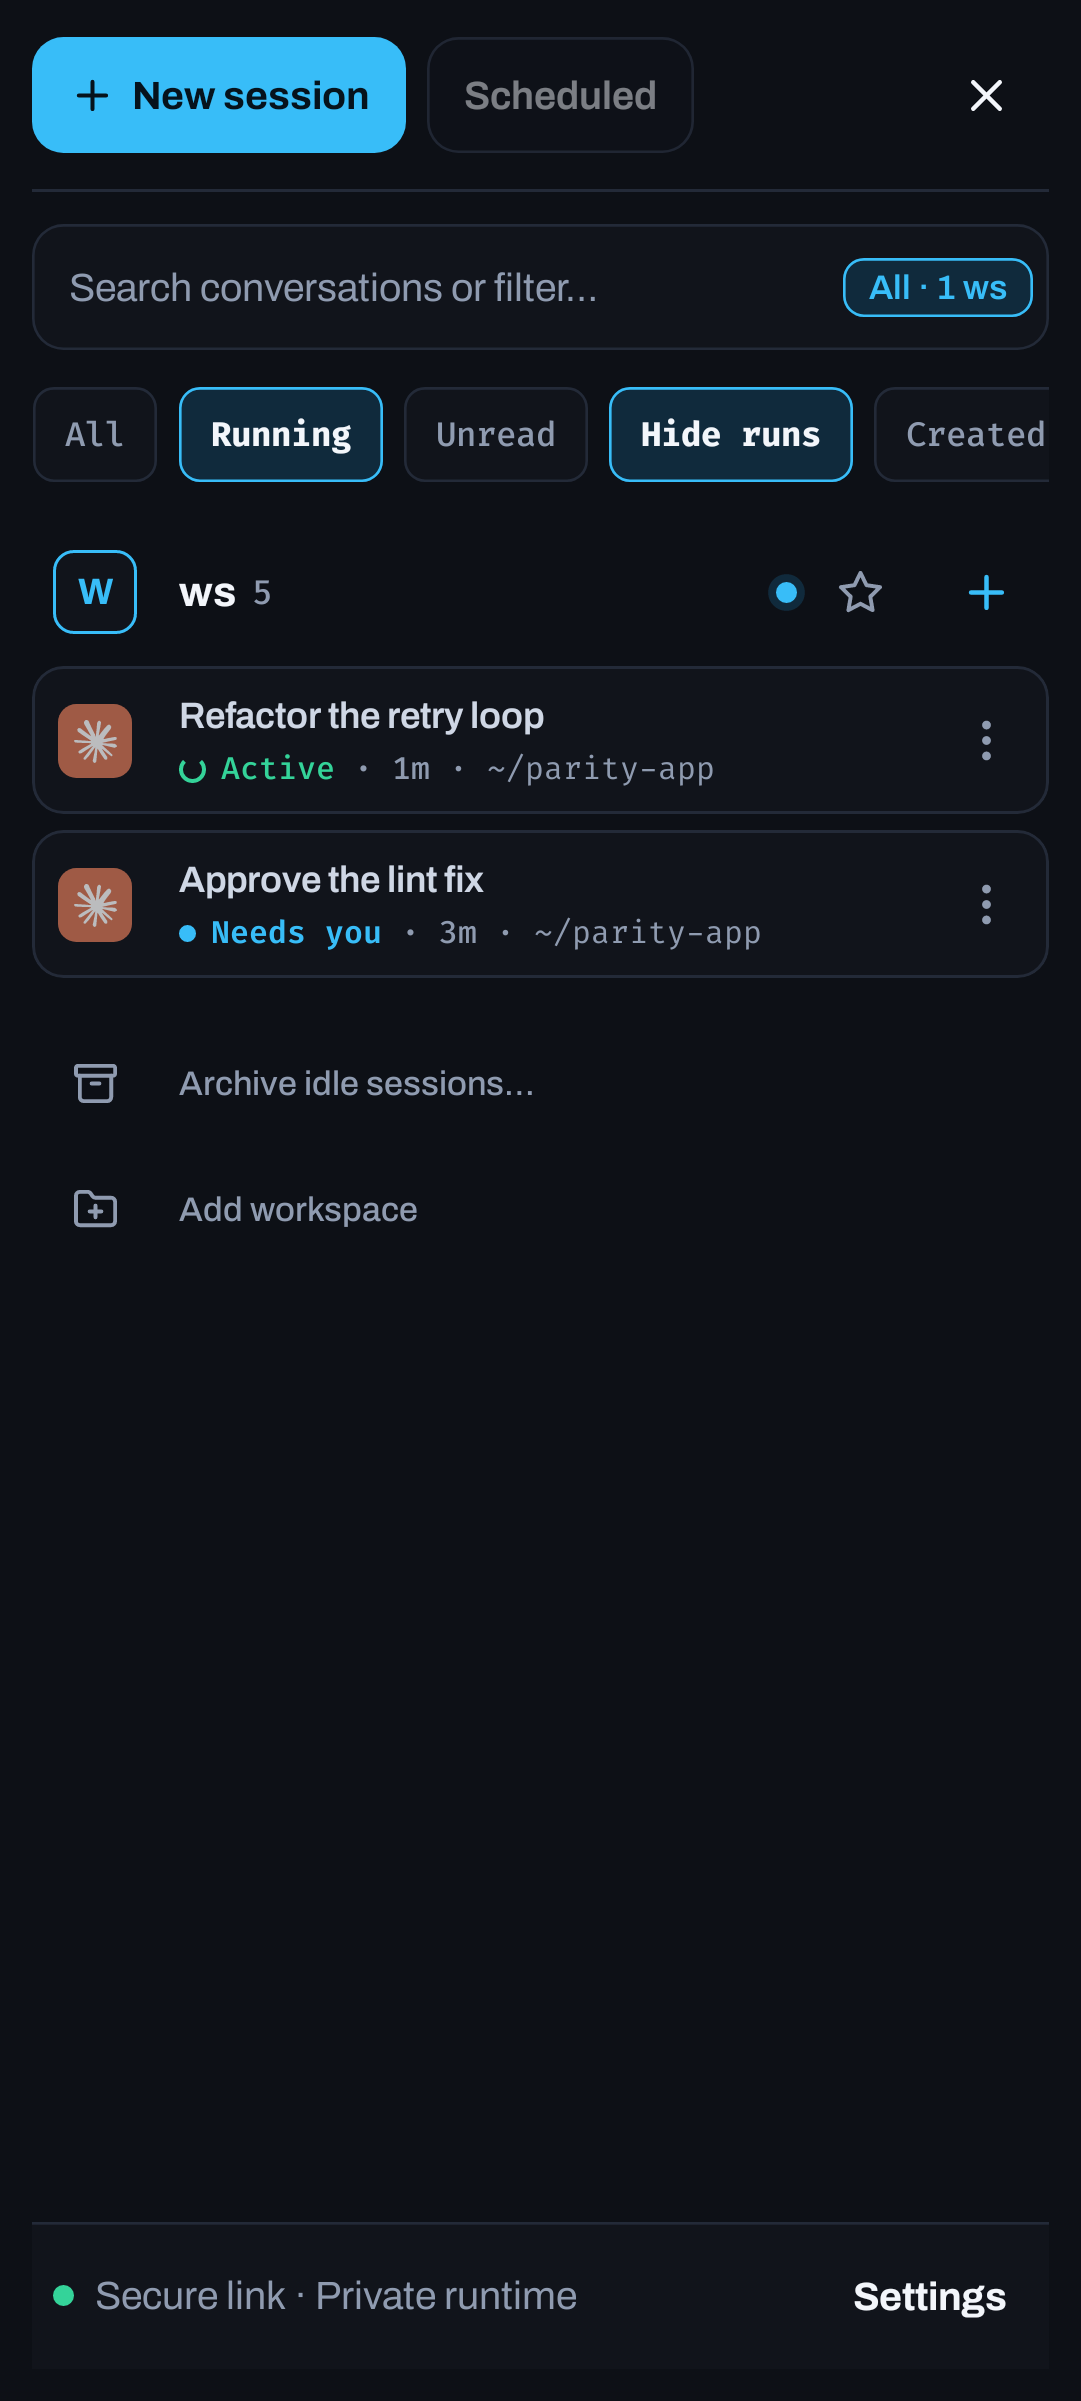 New session
Scheduled
Search conversations or filter...
All · 1 ws
All
Running
Unread
Hide runs
Created
W
ws 5
Refactor the retry loop
Active · 1m · ~/parity-app
Approve the lint fix
Needs you · 3m · ~/parity-app
Archive idle sessions...
Add workspace
Secure link · Private runtime
Settings